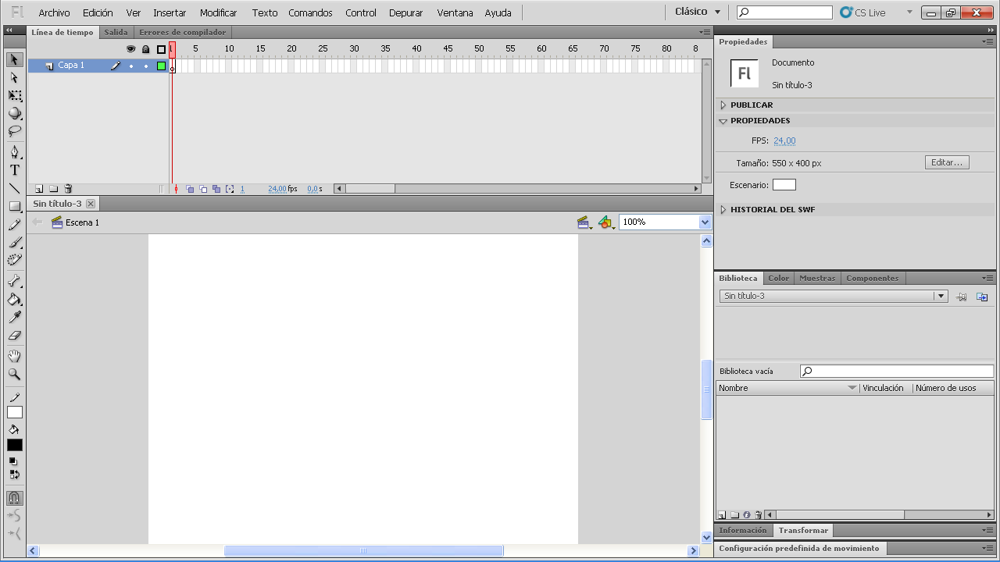 Fl Archivo Edición Ver Insertar Modificar Texto Comandos Control Depurar Ventana Ayuda Clásico CS Live
Línea de tiempo Salida Errores de compilador
1 5 10 15 20 25 30 35 40 45 50 55 60 65 70 75 80 8
Capa 1
1 24,00 fps 0,0 s
Sin título-3
Escena 1 100%
T
Propiedades
Fl
Documento
Sin título-3
PUBLICAR
PROPIEDADES
FPS: 24,00
Tamaño: 550 x 400 px Editar...
Escenario:
HISTORIAL DEL SWF
Biblioteca Color Muestras Componentes
Sin título-3
Biblioteca vacía
Nombre Vinculación Número de usos
Información Transformar
Configuración predefinida de movimiento